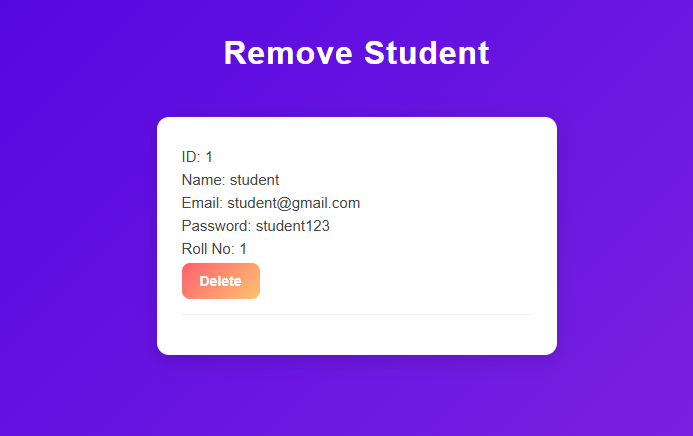 Remove Student
ID: 1
Name: student
Email: student@gmail.com
Password: student123
Roll No: 1
Delete